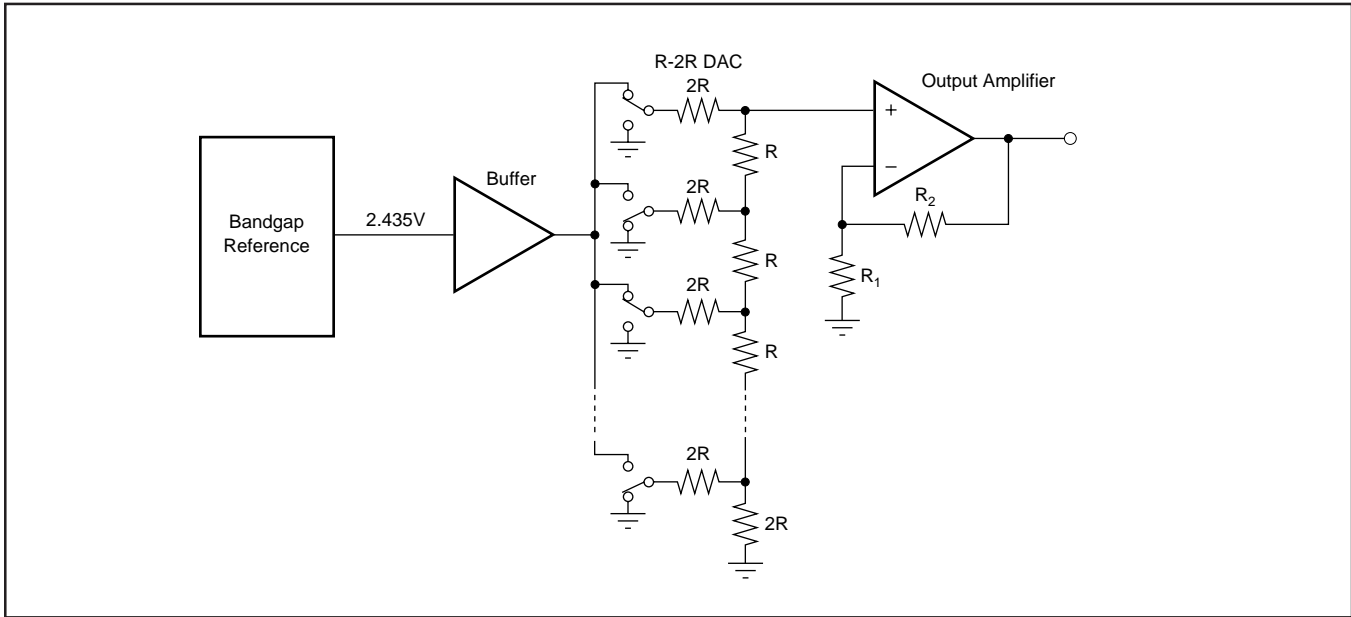 R-2R DAC
2R
Output Amplifier
+
R
−
Buffer
2R
R2
Bandgap
Reference
2.435V
R
R1
2R
R
2R
2R